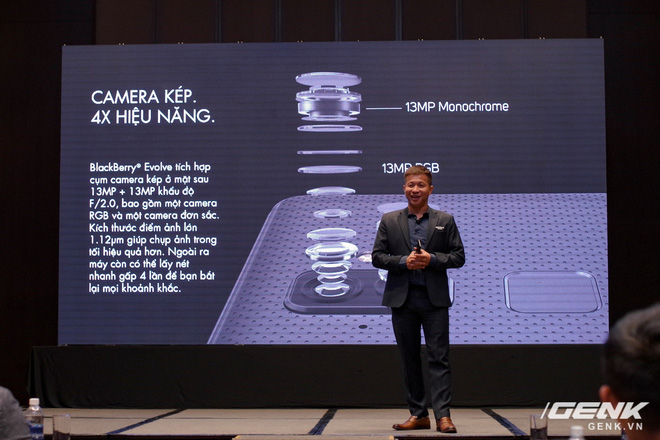 CAMERA KÉP.
4X HIỆU NĂNG.
13MP Monochrome
13MP RGB
BlackBerry® Evolve tích hợp
cụm camera kép ở mặt sau
13MP + 13MP khẩu độ
F/2.0, bao gồm một camera
RGB và một camera đơn sắc.
Kích thước điểm ảnh lớn
1.12µm giúp chụp ảnh trong
tối hiệu quả hơn. Ngoài ra
máy còn có thể lấy nét
nhanh gấp 4 lần để bạn bắt
lại mọi khoảnh khắc.
GENK
GENK.VN